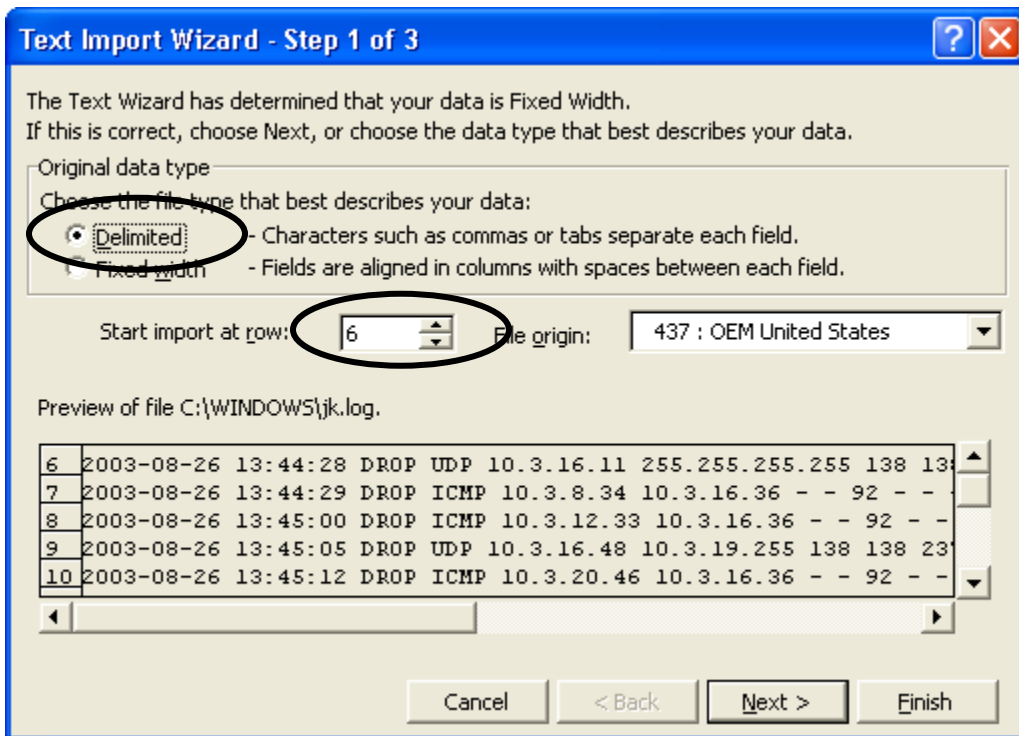 Text Import Wizard - Step 1 of 3
The Text Wizard has determined that your data is Fixed Width.
If this is correct, choose Next, or choose the data type that best describes your data.
Original data type
Choose the file type that best describes your data:
Delimited - Characters such as commas or tabs separate each field.
Fixed width - Fields are aligned in columns with spaces between each field.
Start import at row: 6 File origin: 437 : OEM United States
Preview of file C:\WINDOWS\jk.log.
6 2003-08-26 13:44:28 DROP UDP 10.3.16.11 255.255.255.255 138
7 2003-08-26 13:44:29 DROP ICMP 10.3.8.34 10.3.16.36 - - 92 - - -
8 2003-08-26 13:45:00 DROP ICMP 10.3.12.33 10.3.16.36 - - 92 - -
9 2003-08-26 13:45:05 DROP UDP 10.3.16.48 10.3.19.255 138 138
10 2003-08-26 13:45:12 DROP ICMP 10.3.20.46 10.3.16.36 - - 92 - -
Cancel < Back Next > Finish